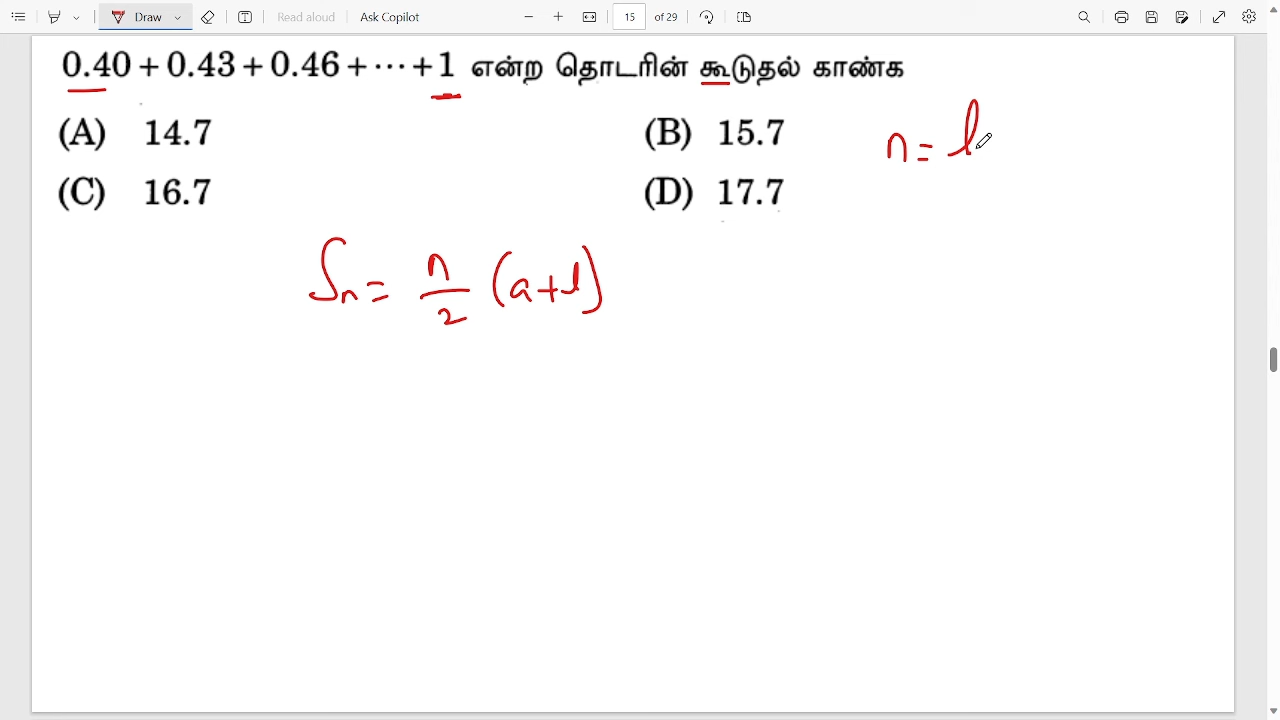 Draw
Read aloud
Ask Copilot
15 of 29
0.40 + 0.43 + 0.46 + ⋯ + 1 என்ற தொடரின் கூடுதல் காண்க
(A) 14.7 (B) 15.7
(C) 16.7 (D) 17.7
n = l
Sn = n/2 (a+l)